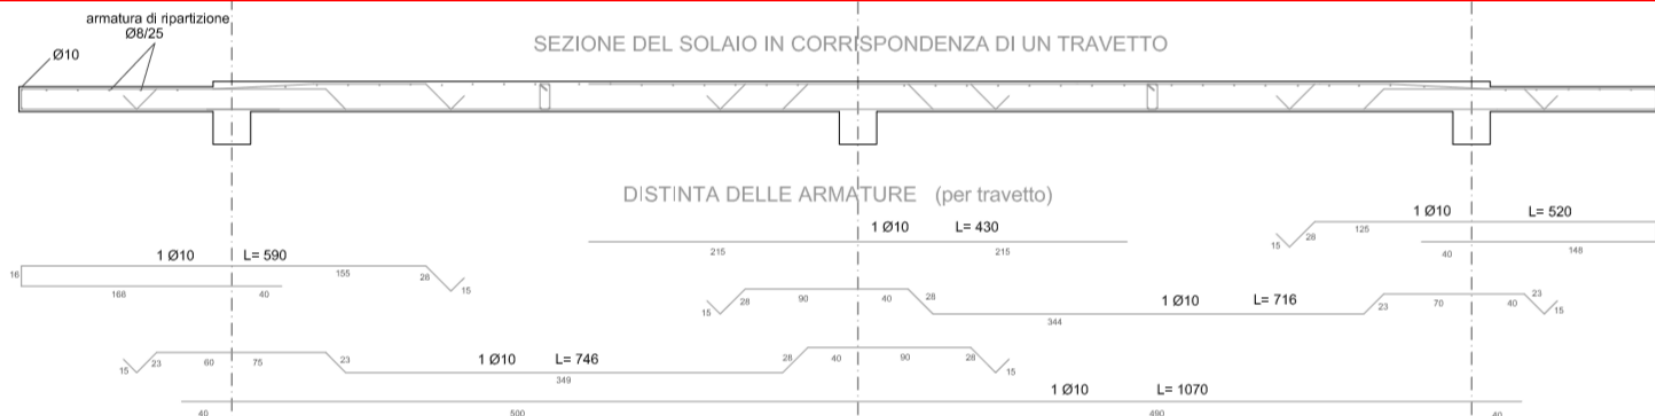 armatura di ripartizione
Ø8/25
Ø10
SEZIONE DEL SOLAIO IN CORRISPONDENZA DI UN TRAVETTO
DISTINTA DELLE ARMATURE (per travetto)
1 Ø10 L= 430
215 215
1 Ø10 L= 520
15 28 125
40 148
1 Ø10 L= 590
16 155 28 15
168 40
15 28 90 40 28
1 Ø10 L= 716
344
23 70 40 23 15
15 23 60 75 23
1 Ø10 L= 746
349
28 40 90 28 15
1 Ø10 L= 1070
40 500 490 40